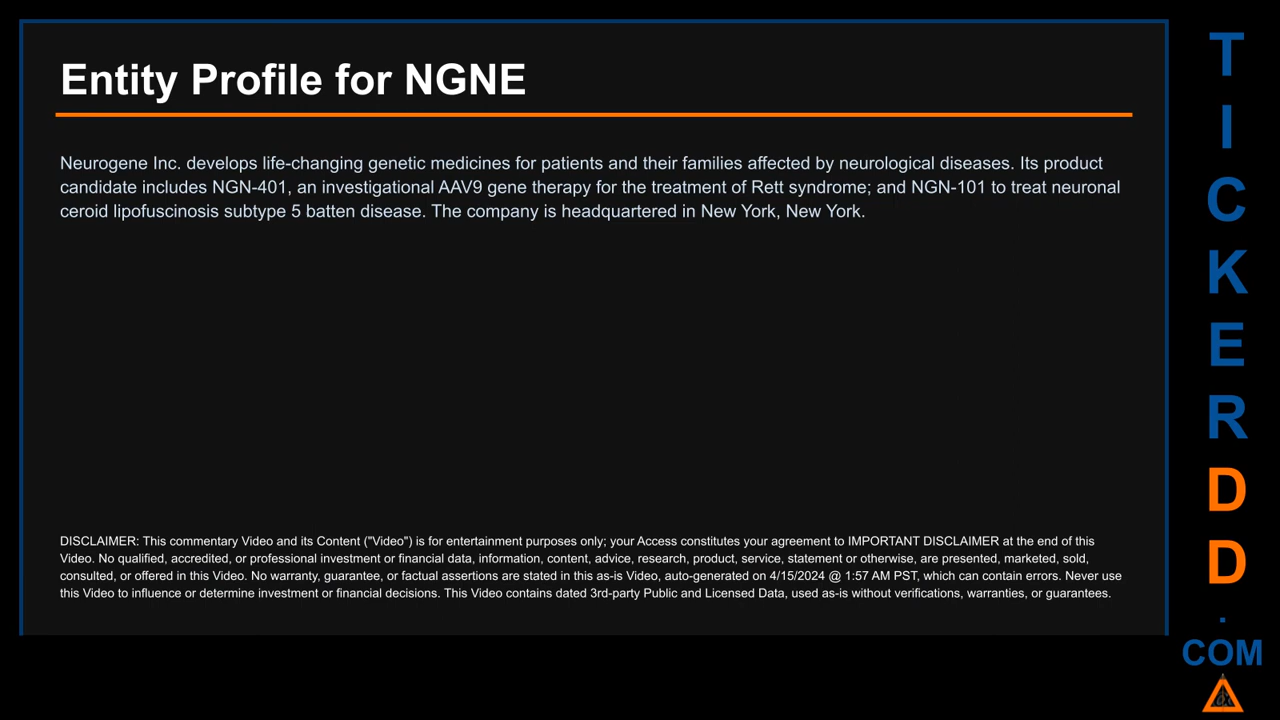 Entity Profile for NGNE
Neurogene Inc. develops life-changing genetic medicines for patients and their families affected by neurological diseases. Its product
candidate includes NGN-401, an investigational AAV9 gene therapy for the treatment of Rett syndrome; and NGN-101 to treat neuronal
ceroid lipofuscinosis subtype 5 batten disease. The company is headquartered in New York, New York.
DISCLAIMER: This commentary Video and its Content ("Video") is for entertainment purposes only; your Access constitutes your agreement to IMPORTANT DISCLAIMER at the end of this
Video. No qualified, accredited, or professional investment or financial data, information, content, advice, research, product, service, statement or otherwise, are presented, marketed, sold,
consulted, or offered in this Video. No warranty, guarantee, or factual assertions are stated in this as-is Video, auto-generated on 4/15/2024 @ 1:57 AM PST, which can contain errors. Never use
this Video to influence or determine investment or financial decisions. This Video contains dated 3rd-party Public and Licensed Data, used as-is without verifications, warranties, or guarantees.
T
I
C
K
E
R
D
D
.
COM